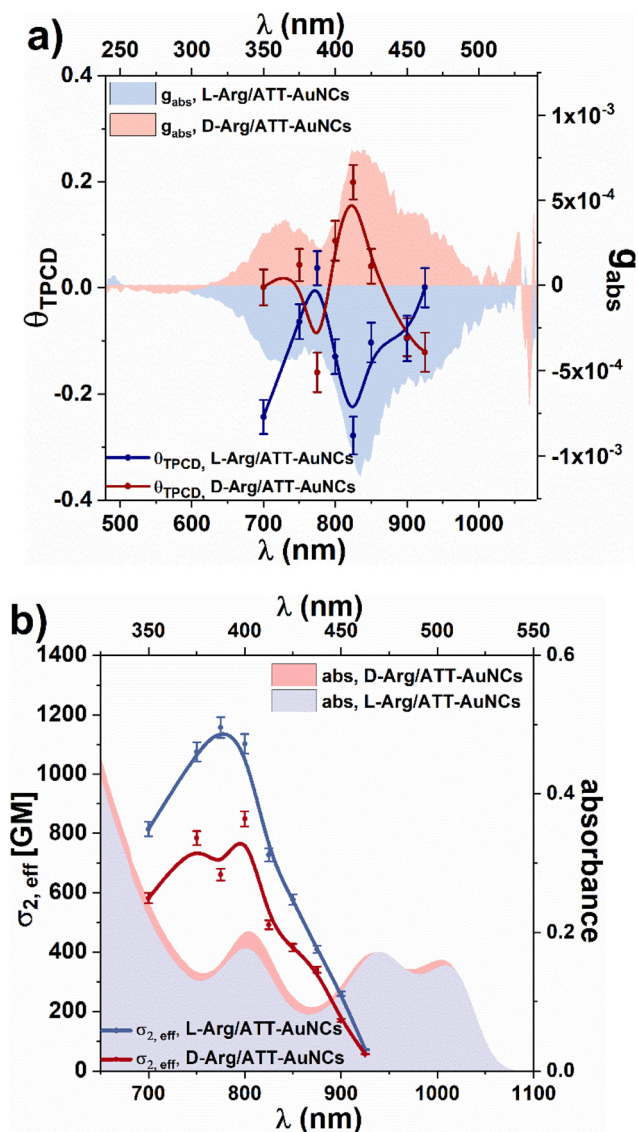 a)
λ (nm)
250 300 350 400 450 500
0.4
0.2
0.0
-0.2
-0.4
θTPCD
gabs, L-Arg/ATT-AuNCs
gabs, D-Arg/ATT-AuNCs
1x10⁻³
5x10⁻⁴
0
-5x10⁻⁴
-1x10⁻³
gabs
θTPCD, L-Arg/ATT-AuNCs
θTPCD, D-Arg/ATT-AuNCs
500 600 700 800 900 1000
λ (nm)
b)
λ (nm)
350 400 450 500 550
1400
1200
1000
800
600
400
200
0
σ2, eff [GM]
abs, D-Arg/ATT-AuNCs
abs, L-Arg/ATT-AuNCs
0.6
0.4
0.2
0.0
absorbance
σ2, eff, L-Arg/ATT-AuNCs
σ2, eff, D-Arg/ATT-AuNCs
700 800 900 1000 1100
λ (nm)